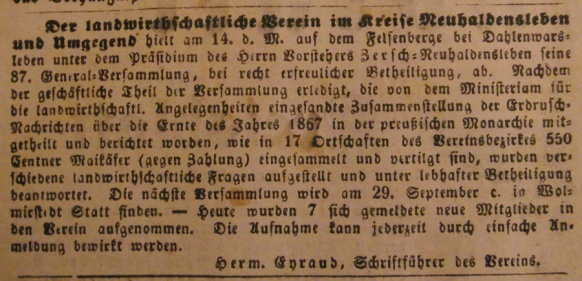 Der landwirthschaftliche Verein im Kreise Neuhaldensleben
und Umgegend hielt am 14. d. M. auf dem Felsenberge bei Dahlenwars-
leben unter dem Präsidium des Herrn Vorstehers Zersch-Neuhaldensleben seine
87. General-Versammlung, bei recht erfreulicher Betheiligung, ab. Nachdem
der geschäftliche Theil der Versammlung erledigt, die von dem Ministerium für
die landwirthschaftl. Angelegenheiten eingesandte Zusammenstellung der Erdrusch-
Nachrichten über die Ernte des Jahres 1867 in der preußischen Monarchie mit-
getheilt und berichtet worden, wie in 17 Ortschaften des Vereinsbezirkes 550
Centner Maikäfer (gegen Zahlung) eingesammelt und vertilgt sind, wurden ver-
schiedene landwirthschaftliche Fragen aufgestellt und unter lebhafter Betheiligung
beantwortet. Die nächste Versammlung wird am 29. September c. in Wol-
mirstedt Statt finden. — Heute wurden 7 sich gemeldete neue Mitglieder in
den Verein aufgenommen. Die Aufnahme kann jederzeit durch einfache An-
meldung bewirkt werden.
Herm. Eyraud, Schriftführer des Vereins.